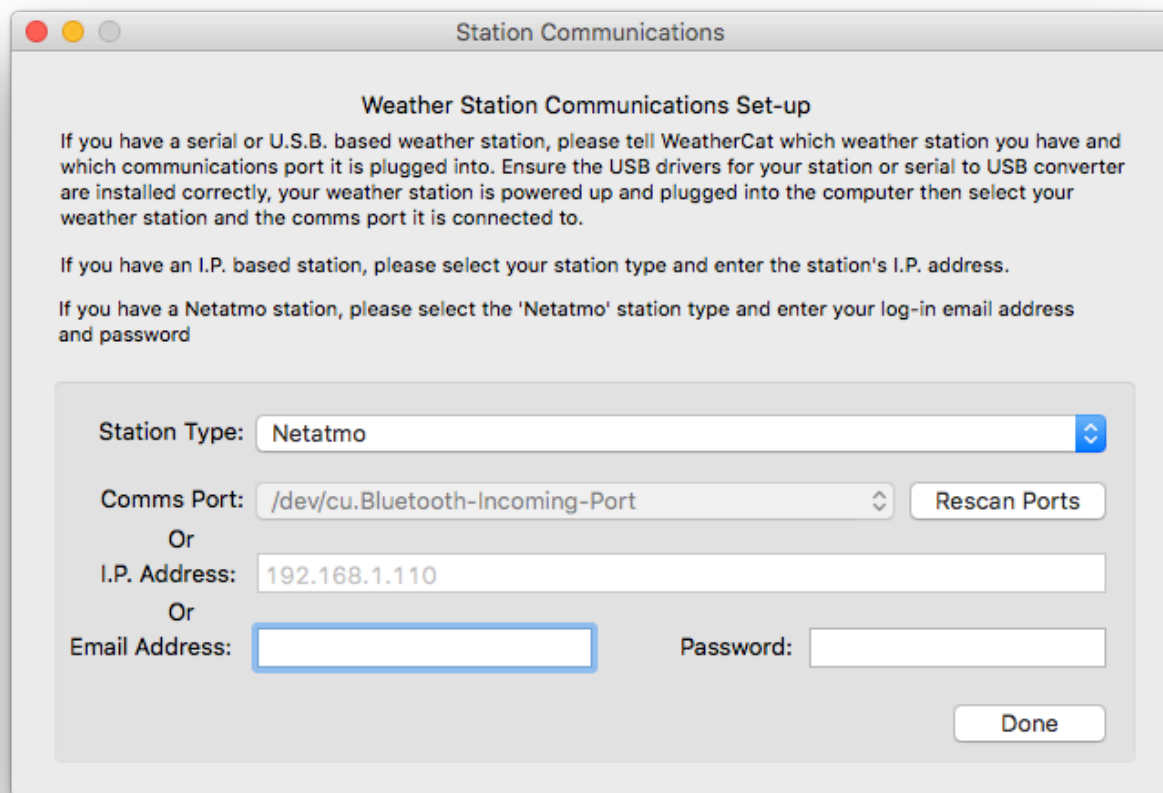 Station Communications
Weather Station Communications Set-up
If you have a serial or U.S.B. based weather station, please tell WeatherCat which weather station you have and
which communications port it is plugged into. Ensure the USB drivers for your station or serial to USB converter
are installed correctly, your weather station is powered up and plugged into the computer then select your
weather station and the comms port it is connected to.
If you have an I.P. based station, please select your station type and enter the station's I.P. address.
If you have a Netatmo station, please select the 'Netatmo' station type and enter your log-in email address
and password
Station Type: Netatmo
Comms Port: /dev/cu.Bluetooth-Incoming-Port Rescan Ports
Or
I.P. Address: 192.168.1.110
Or
Email Address: Password:
Done